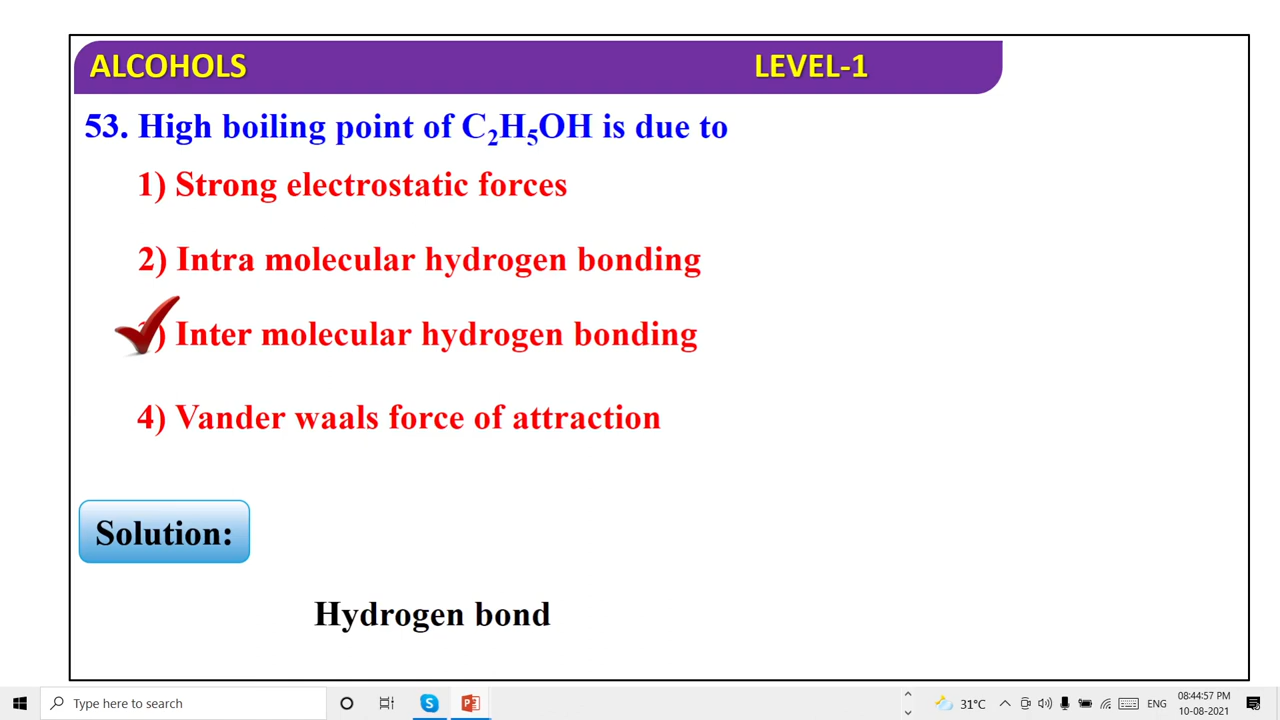 ALCOHOLS LEVEL-1
53. High boiling point of C₂H₅OH is due to
1) Strong electrostatic forces
2) Intra molecular hydrogen bonding
) Inter molecular hydrogen bonding
4) Vander waals force of attraction
Solution:
Hydrogen bond
Type here to search
31°C
ENG
08:44:57 PM
10-08-2021